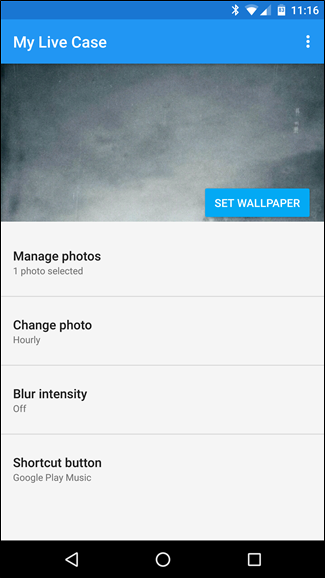 11:16
My Live Case
SET WALLPAPER
Manage photos
1 photo selected
Change photo
Hourly
Blur intensity
Off
Shortcut button
Google Play Music